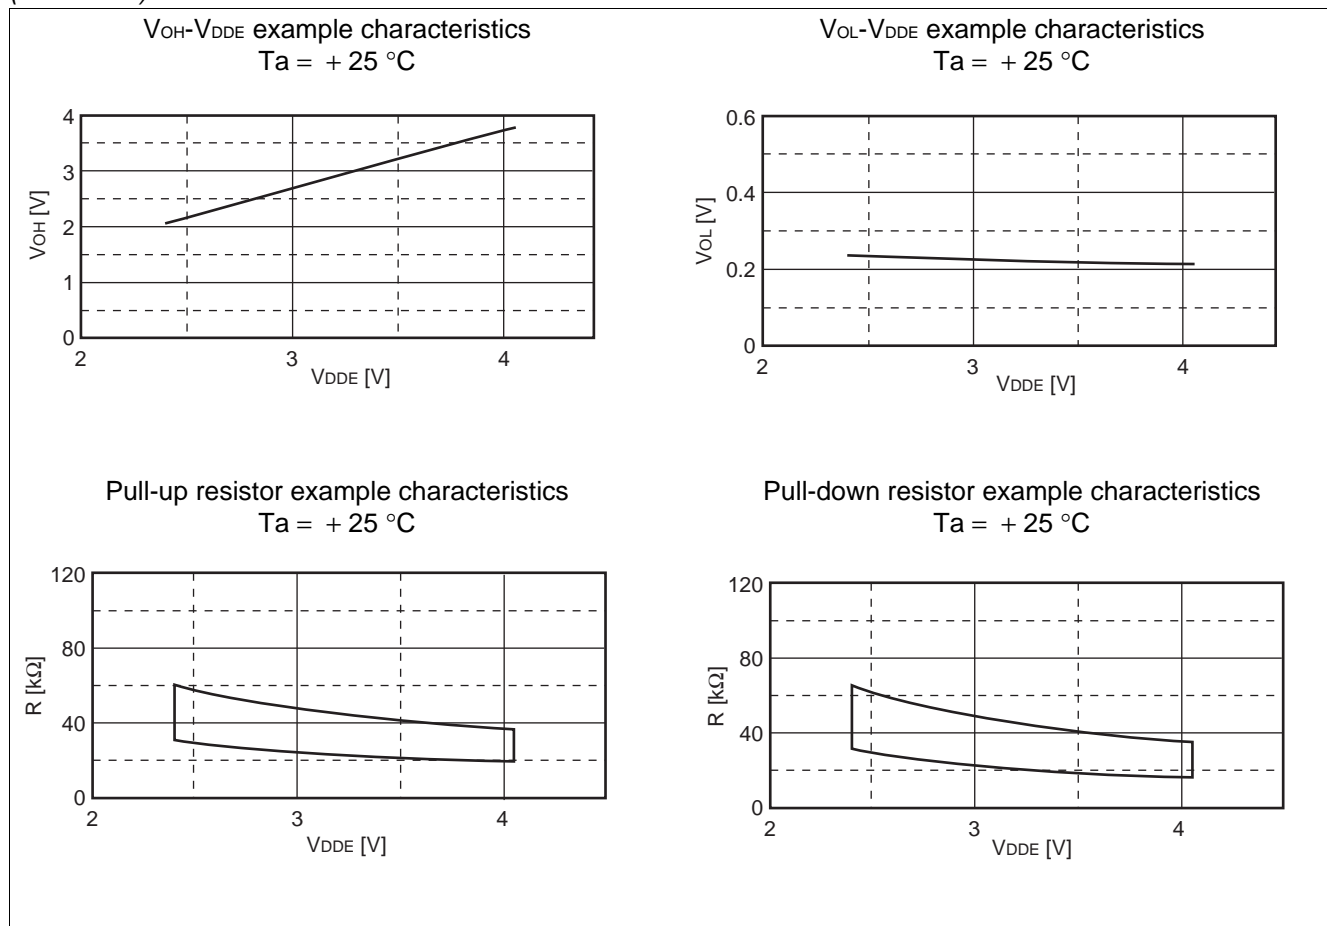 VOH-VDDE example characteristics
Ta = + 25 °C
4
3
2
1
0
VOH [V]
2
3
4
VDDE [V]
VOL-VDDE example characteristics
Ta = + 25 °C
0.6
0.4
0.2
0
VOL [V]
2
3
4
VDDE [V]
Pull-up resistor example characteristics
Ta = + 25 °C
120
80
40
0
R [kΩ]
2
3
4
VDDE [V]
Pull-down resistor example characteristics
Ta = + 25 °C
120
80
40
0
R [kΩ]
2
3
4
VDDE [V]